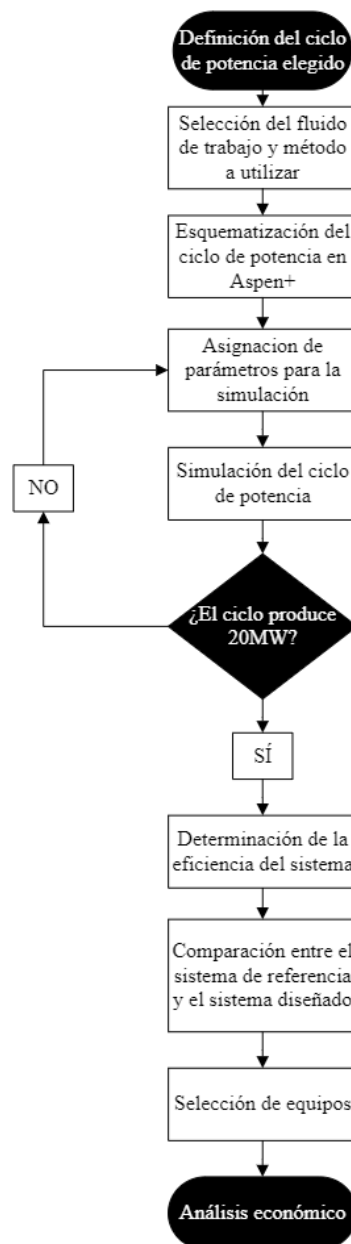 Definición del ciclo
de potencia elegido
Selección del fluido
de trabajo y método
a utilizar
Esquematización del
ciclo de potencia en
Aspen+
Asignacion de
parámetros para la
simulación
Simulación del ciclo
de potencia
NO
¿El ciclo produce
20MW?
SÍ
Determinación de la
eficiencia del sistema
Comparación entre el
sistema de referencia
y el sistema diseñado
Selección de equipos
Análisis económico